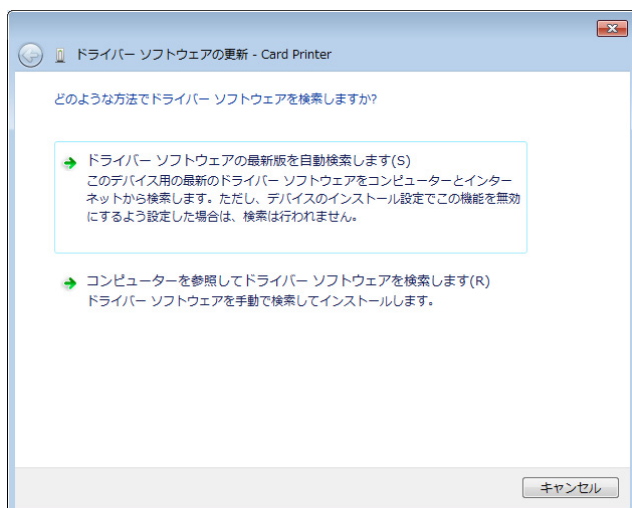 ドライバー ソフトウェアの更新 - Card Printer
どのような方法でドライバー ソフトウェアを検索しますか?
ドライバー ソフトウェアの最新版を自動検索します(S)
このデバイス用の最新のドライバー ソフトウェアをコンピューターとインター
ネットから検索します。ただし、デバイスのインストール設定でこの機能を無効
にするよう設定した場合は、検索は行われません。
コンピューターを参照してドライバー ソフトウェアを検索します(R)
ドライバー ソフトウェアを手動で検索してインストールします。
キャンセル